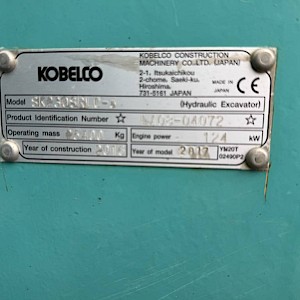 KOBELCO
KOBELCO CONSTRUCTION
MACHINERY CO., LTD. (JAPAN)
2-1, Itsukaichikou
2-chome, Saeki-ku,
Hiroshima,
731-5161 JAPAN
MADE IN
JAPAN
CE
Model (Hydraulic Excavator)
Product Identification Number ☆ -04072 ☆
Operating mass Kg Engine power 124 kW
Year of construction Year of model 2017
YM20T
02490P2